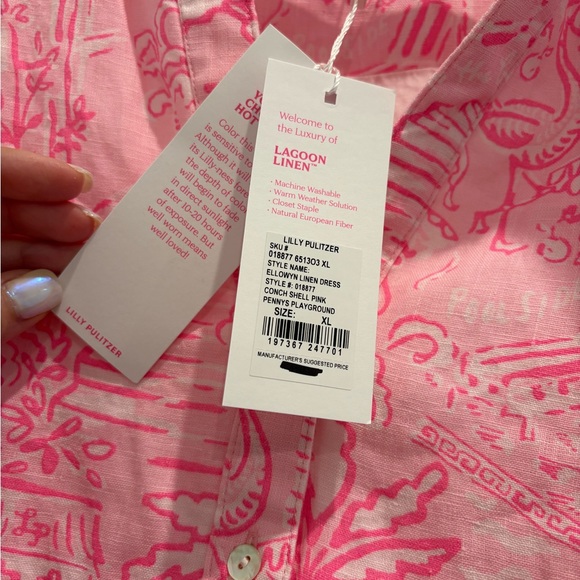 Color this
is sensitive to
Although it will
its Lilly-ness
the depth of color
will begin to fade
in direct sunlight
after 10-20 hours
of exposure. But
well worn means
well loved!
LILLY PULITZER
Welcome to
the Luxury of
LAGOON
LINEN™
· Machine Washable
· Warm Weather Solution
· Closet Staple
· Natural European Fiber
LILLY PULITZER
SKU #
018877 6513O3 XL
STYLE NAME:
ELLOWYN LINEN DRESS
STYLE #: 018877
CONCH SHELL PINK
PENNYS PLAYGROUND
SIZE: XL
197367 247701
MANUFACTURER'S SUGGESTED PRICE